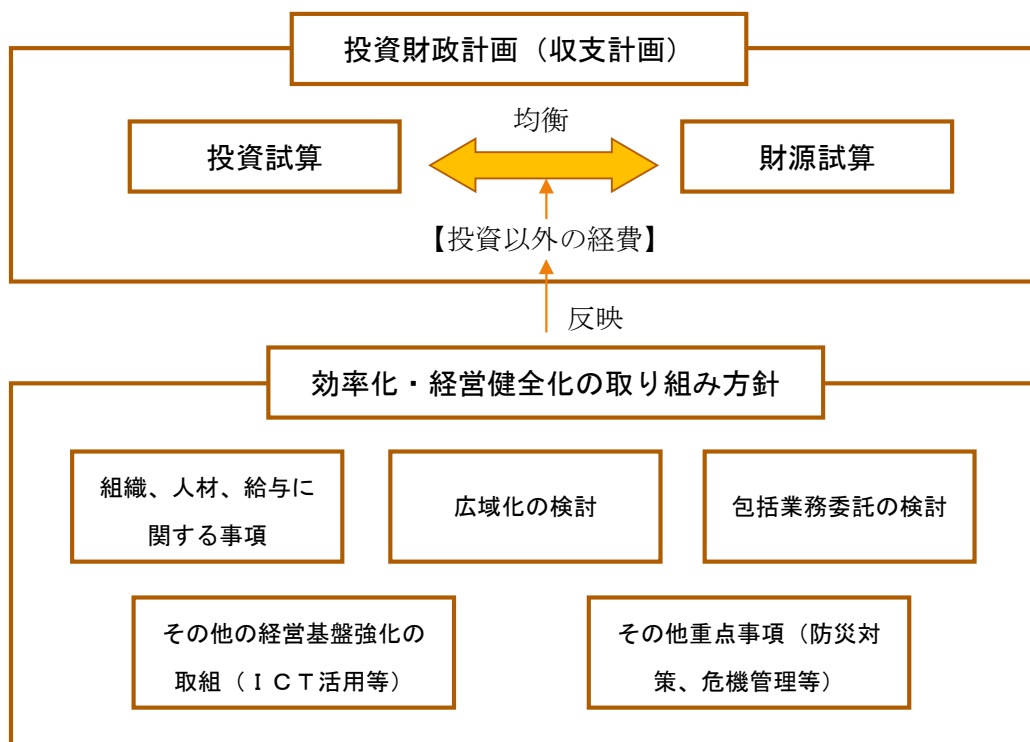 投資財政計画（収支計画）
均衡
投資試算
財源試算
【投資以外の経費】
反映
効率化・経営健全化の取り組み方針
組織、人材、給与に
関する事項
広域化の検討
包括業務委託の検討
その他の経営基盤強化の
取組（ＩＣＴ活用等）
その他重点事項（防災対
策、危機管理等）